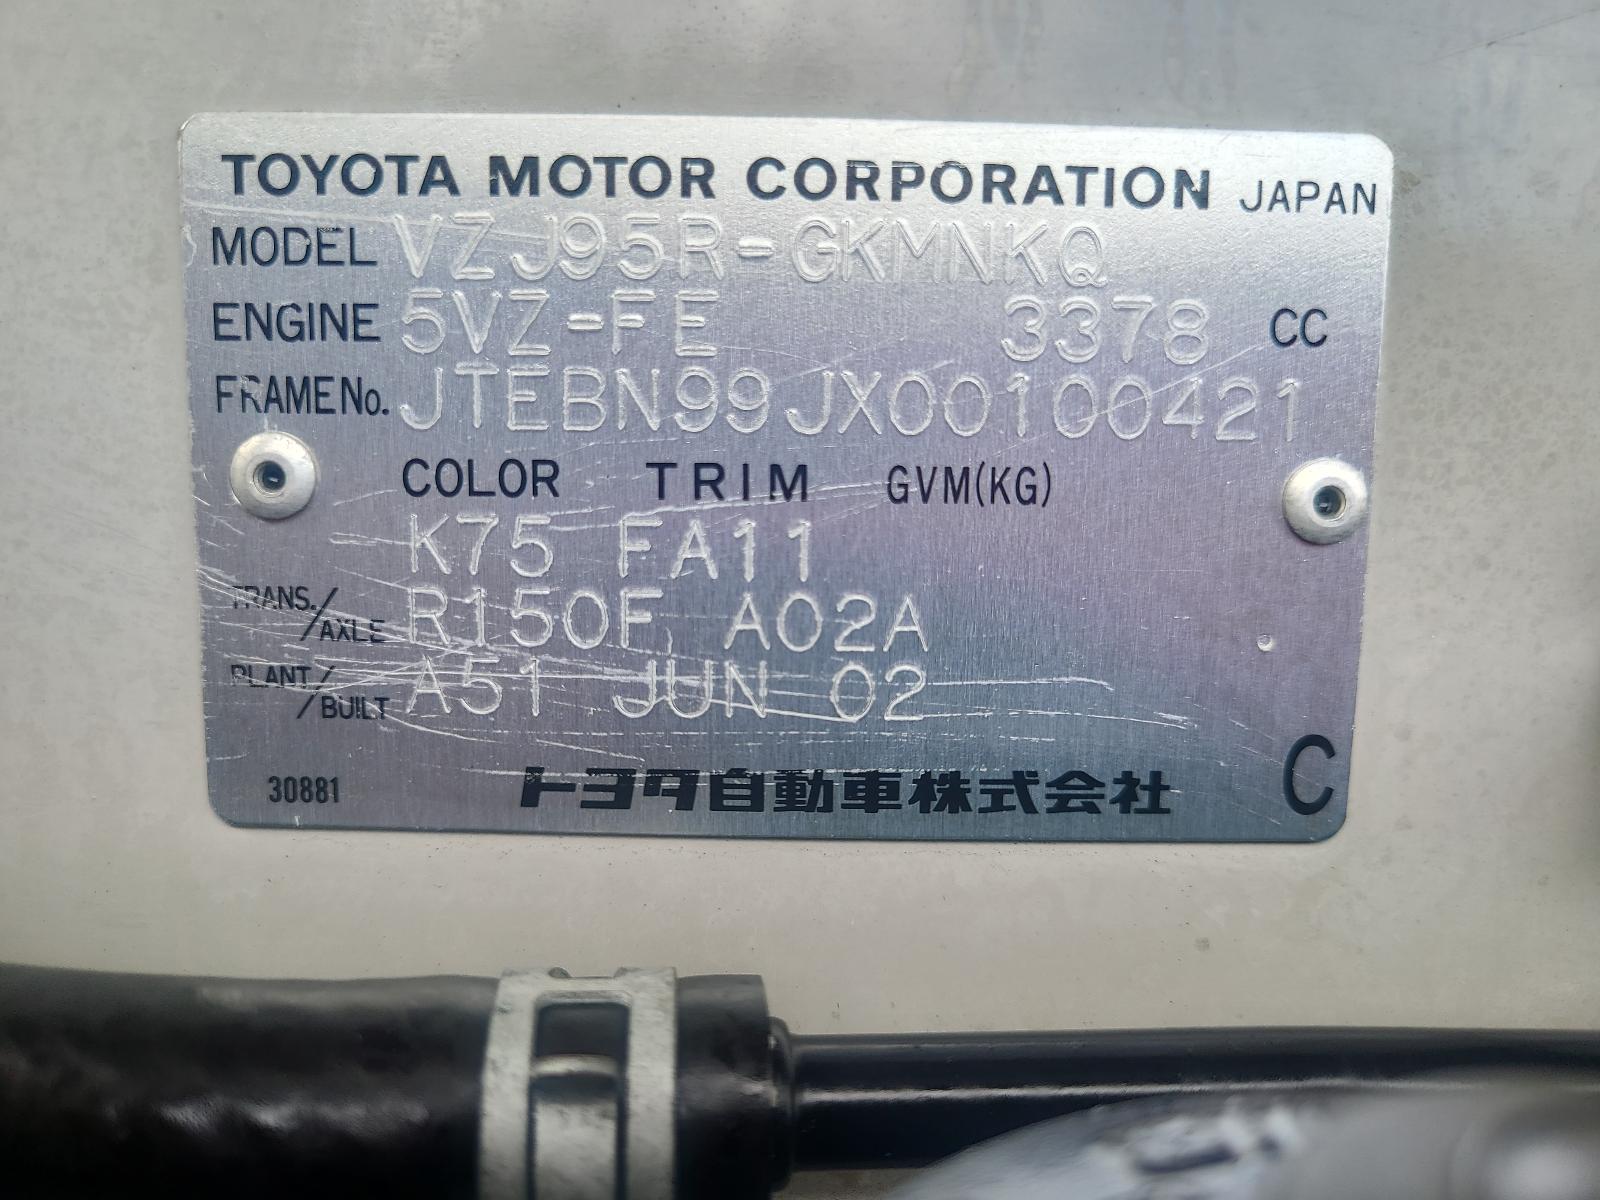 TOYOTA MOTOR CORPORATION JAPAN
MODEL VZJ95R-GKMNKQ
ENGINE 5VZ-FE 3378 CC
FRAME No. JTEBN99JX00100421
COLOR TRIM GVM(KG)
K75 FA11
TRANS./AXLE R150F A02A
PLANT/BUILT A51 JUN 02
30881 トヨタ自動車株式会社 C